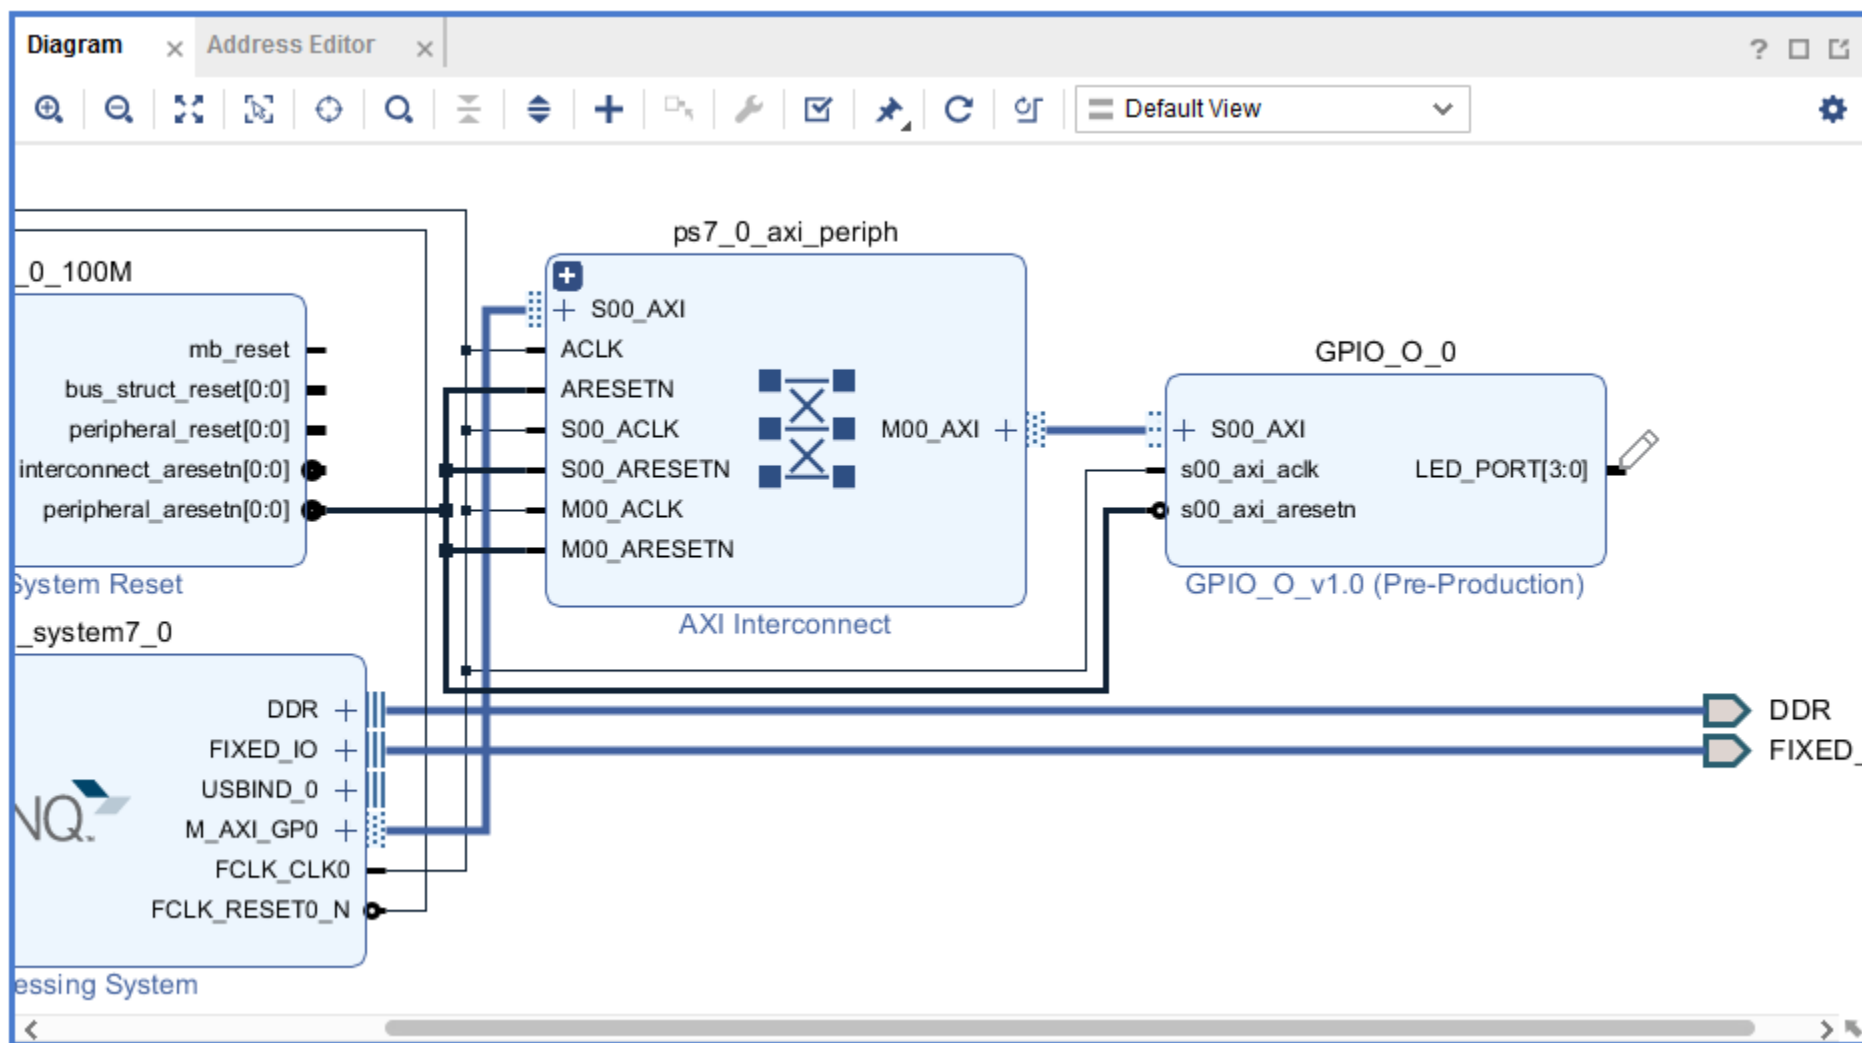 Diagram
Address Editor
Default View
_0_100M
mb_reset
bus_struct_reset[0:0]
peripheral_reset[0:0]
interconnect_aresetn[0:0]
peripheral_aresetn[0:0]
System Reset
_system7_0
DDR
FIXED_IO
USBIND_0
M_AXI_GP0
FCLK_CLK0
FCLK_RESET0_N
NQ
essing System
ps7_0_axi_periph
S00_AXI
ACLK
ARESETN
S00_ACLK
S00_ARESETN
M00_ACLK
M00_ARESETN
M00_AXI
AXI Interconnect
GPIO_O_0
S00_AXI
s00_axi_aclk
s00_axi_aresetn
LED_PORT[3:0]
GPIO_O_v1.0 (Pre-Production)
DDR
FIXED_